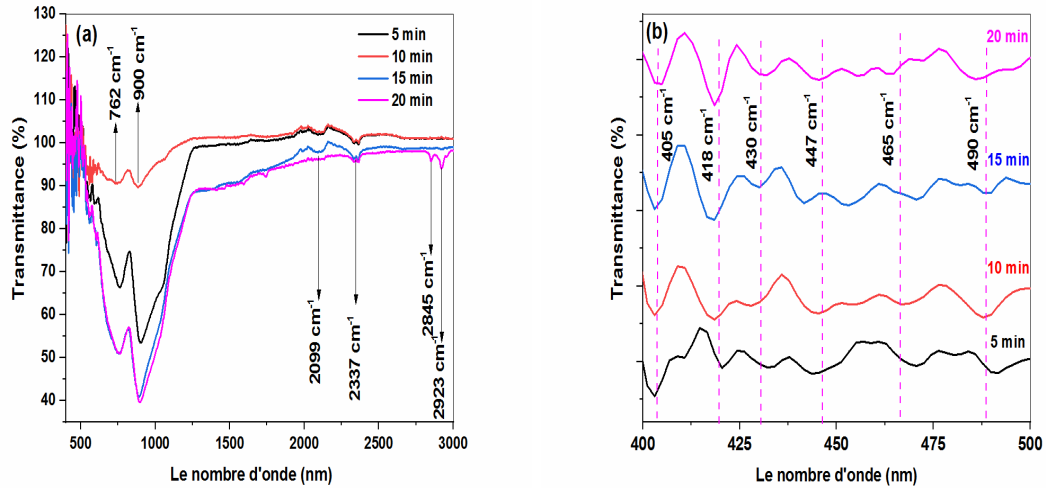 (a)
5 min
10 min
15 min
20 min
762 cm-1
900 cm-1
2099 cm-1
2337 cm-1
2845 cm-1
2923 cm-1
Transmittance (%)
130
120
110
100
90
80
70
60
50
40
500
1000
1500
2000
2500
3000
Le nombre d'onde (nm)
(b)
20 min
15 min
10 min
5 min
405 cm-1
418 cm-1
430 cm-1
447 cm-1
465 cm-1
490 cm-1
Transmittance (%)
400
425
450
475
500
Le nombre d'onde (nm)